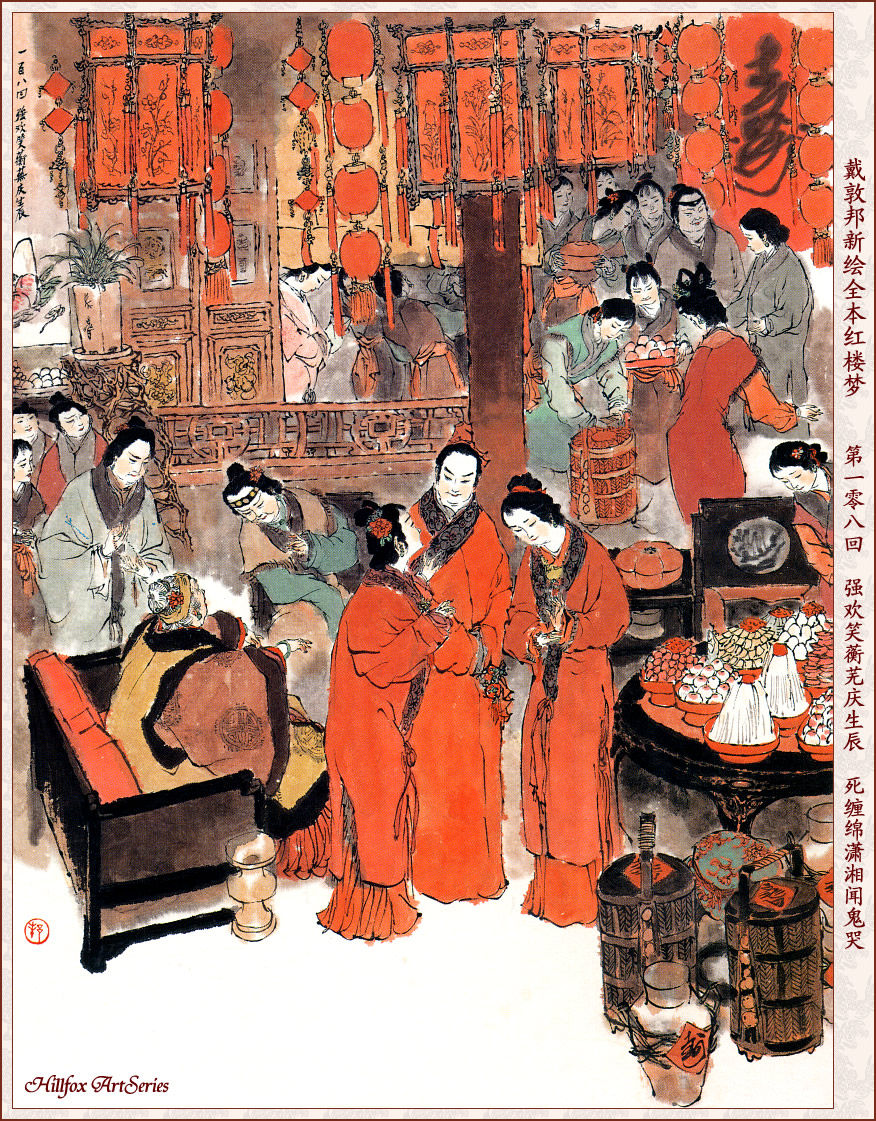 戴敦邦新绘全本红楼梦 第一零八回 强欢笑蘅芜庆生辰 死缠绵潇湘闻鬼哭
一百八回 强欢笑蘅芜庆生辰
寿
Hillfox ArtSeries